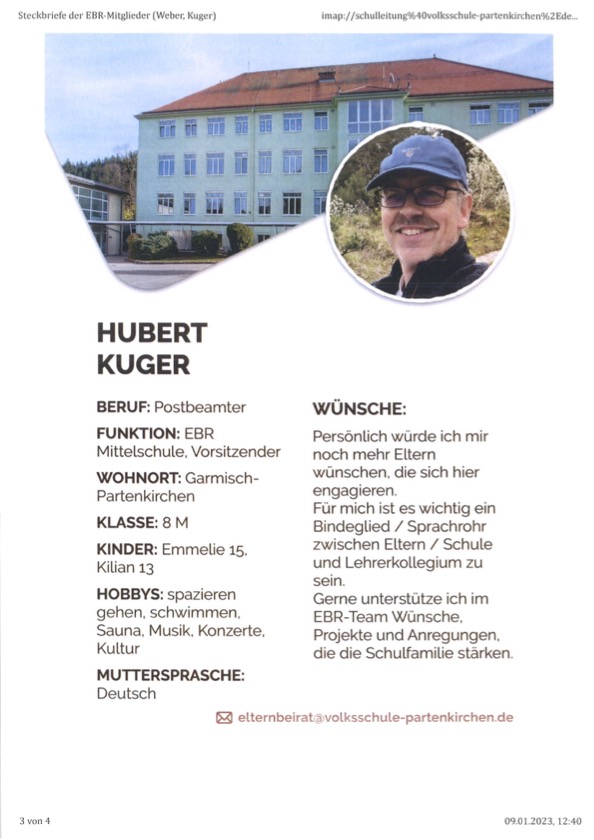 Steckbriefe der EBR-Mitglieder (Weber, Kuger)
imap://schulleitung%40volksschule-partenkirchen%2Ede...
HUBERT
KUGER
BERUF: Postbeamter
FUNKTION: EBR
Mittelschule, Vorsitzender
WOHNORT: Garmisch-
Partenkirchen
KLASSE: 8 M
KINDER: Emmelie 15,
Kilian 13
HOBBYS: spazieren
gehen, schwimmen,
Sauna, Musik, Konzerte,
Kultur
MUTTERSPRASCHE:
Deutsch
WÜNSCHE:
Persönlich würde ich mir
noch mehr Eltern
wünschen, die sich hier
engagieren.
Für mich ist es wichtig ein
Bindeglied / Sprachrohr
zwischen Eltern / Schule
und Lehrerkollegium zu
sein.
Gerne unterstütze ich im
EBR-Team Wünsche,
Projekte und Anregungen,
die die Schulfamilie stärken.
elternbeirat@volksschule-partenkirchen.de
3 von 4
09.01.2023, 12:40